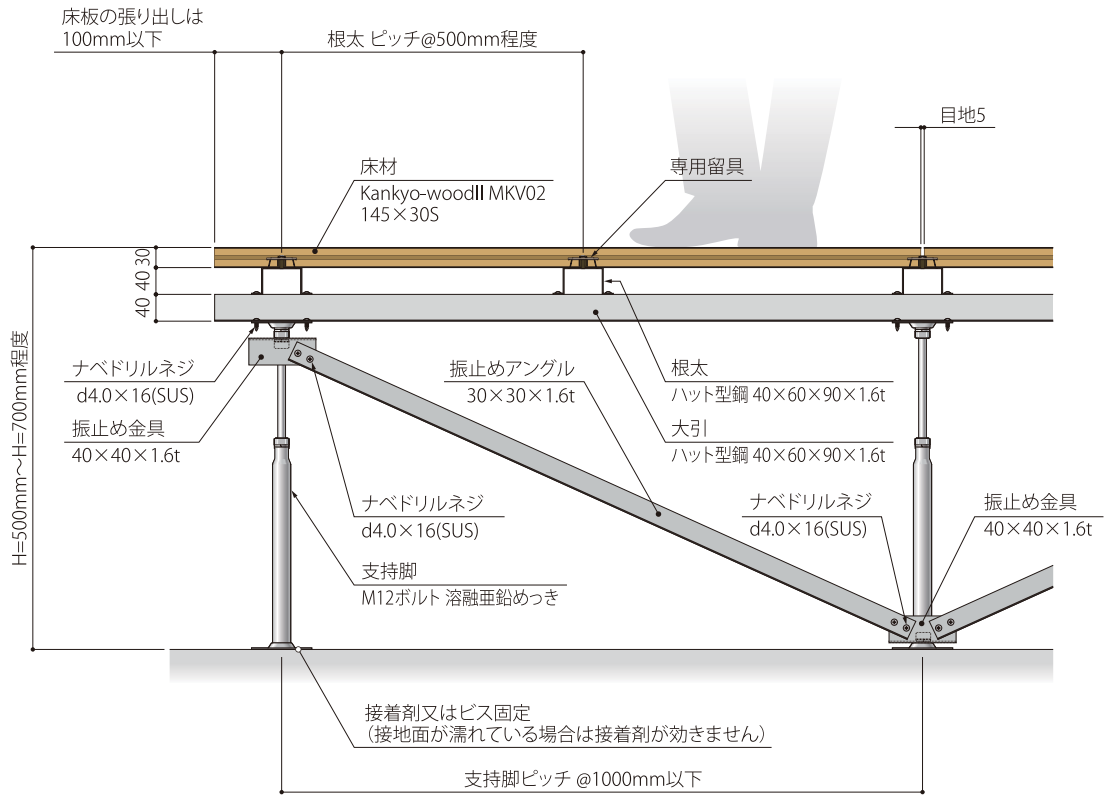 床板の張り出しは
100mm以下
根太 ピッチ@500mm程度
目地5
床材
Kankyo-woodII MKV02
145×30S
専用留具
30
40
40
H=500mm〜H=700mm程度
ナベドリルネジ
d4.0×16(SUS)
振止め金具
40×40×1.6t
振止めアングル
30×30×1.6t
根太
ハット型鋼 40×60×90×1.6t
大引
ハット型鋼 40×60×90×1.6t
ナベドリルネジ
d4.0×16(SUS)
ナベドリルネジ
d4.0×16(SUS)
振止め金具
40×40×1.6t
支持脚
M12ボルト 溶融亜鉛めっき
接着剤又はビス固定
（接地面が濡れている場合は接着剤が効きません）
支持脚ピッチ @1000mm以下